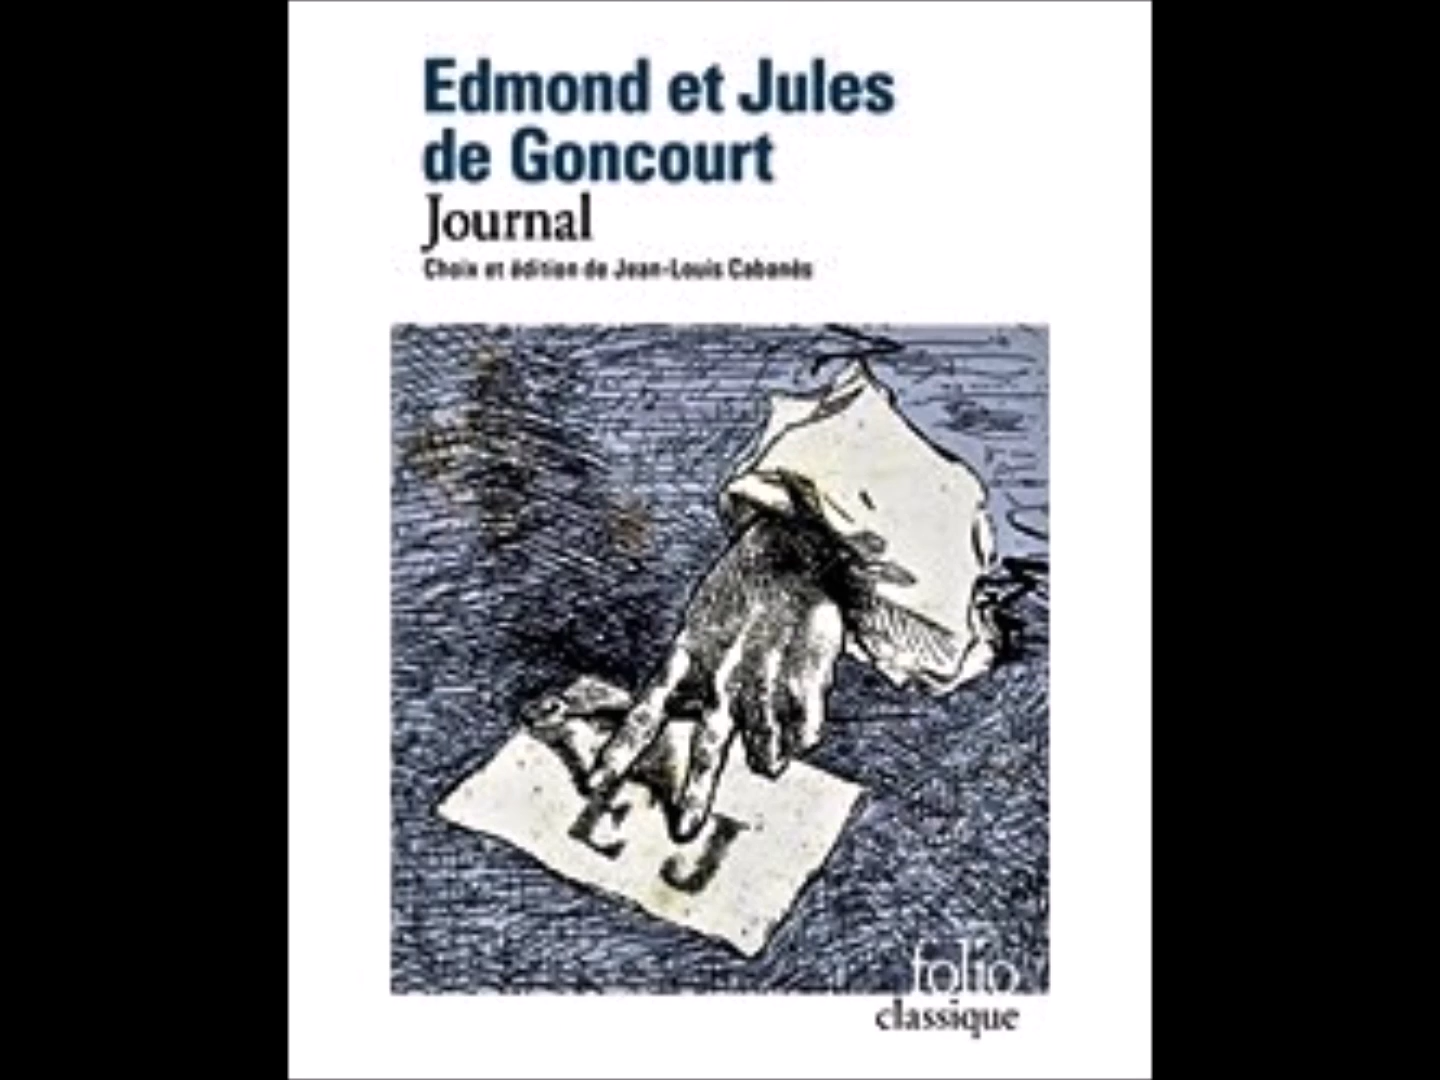 Edmond et Jules
de Goncourt
Journal
Choix et édition de Jean-Louis Cabanès
E J
folio
classique